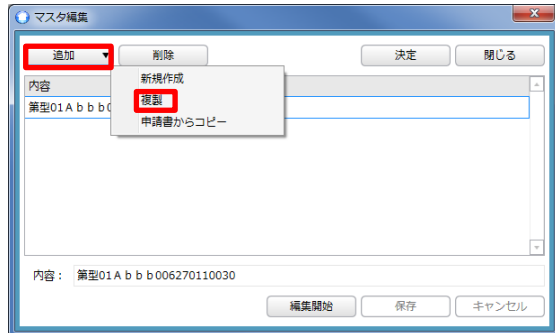 マスタ編集
追加 ▼ 削除 決定 閉じる
内容
新規作成
第型01Ａｂｂｂ0
複製
申請書からコピー
内容： 第型01Ａｂｂｂ006270110030
編集開始 保存 キャンセル